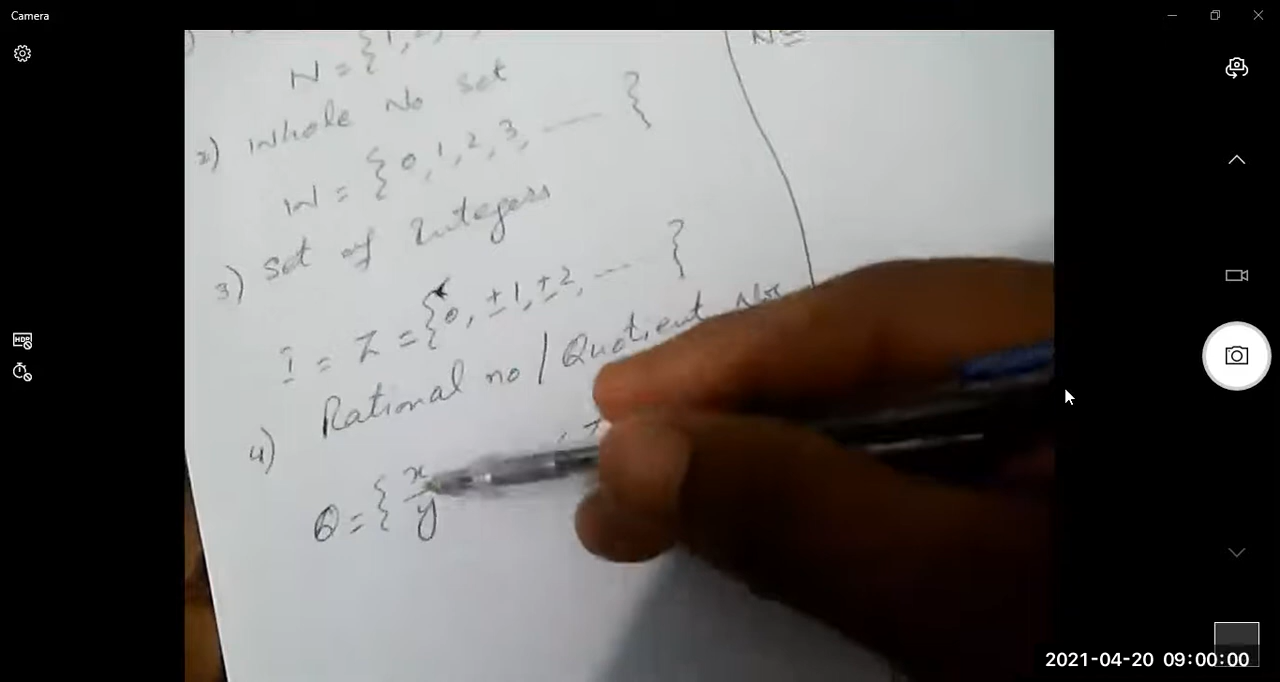 Camera
N = {1, 2,
2) Whole No set
W = {0, 1, 2, 3, — }
3) Set of Integers
I = Z = {0, ±1, ±2, — }
4) Rational no / Quotient No
Q = { x/y
2021-04-20 09:00:00